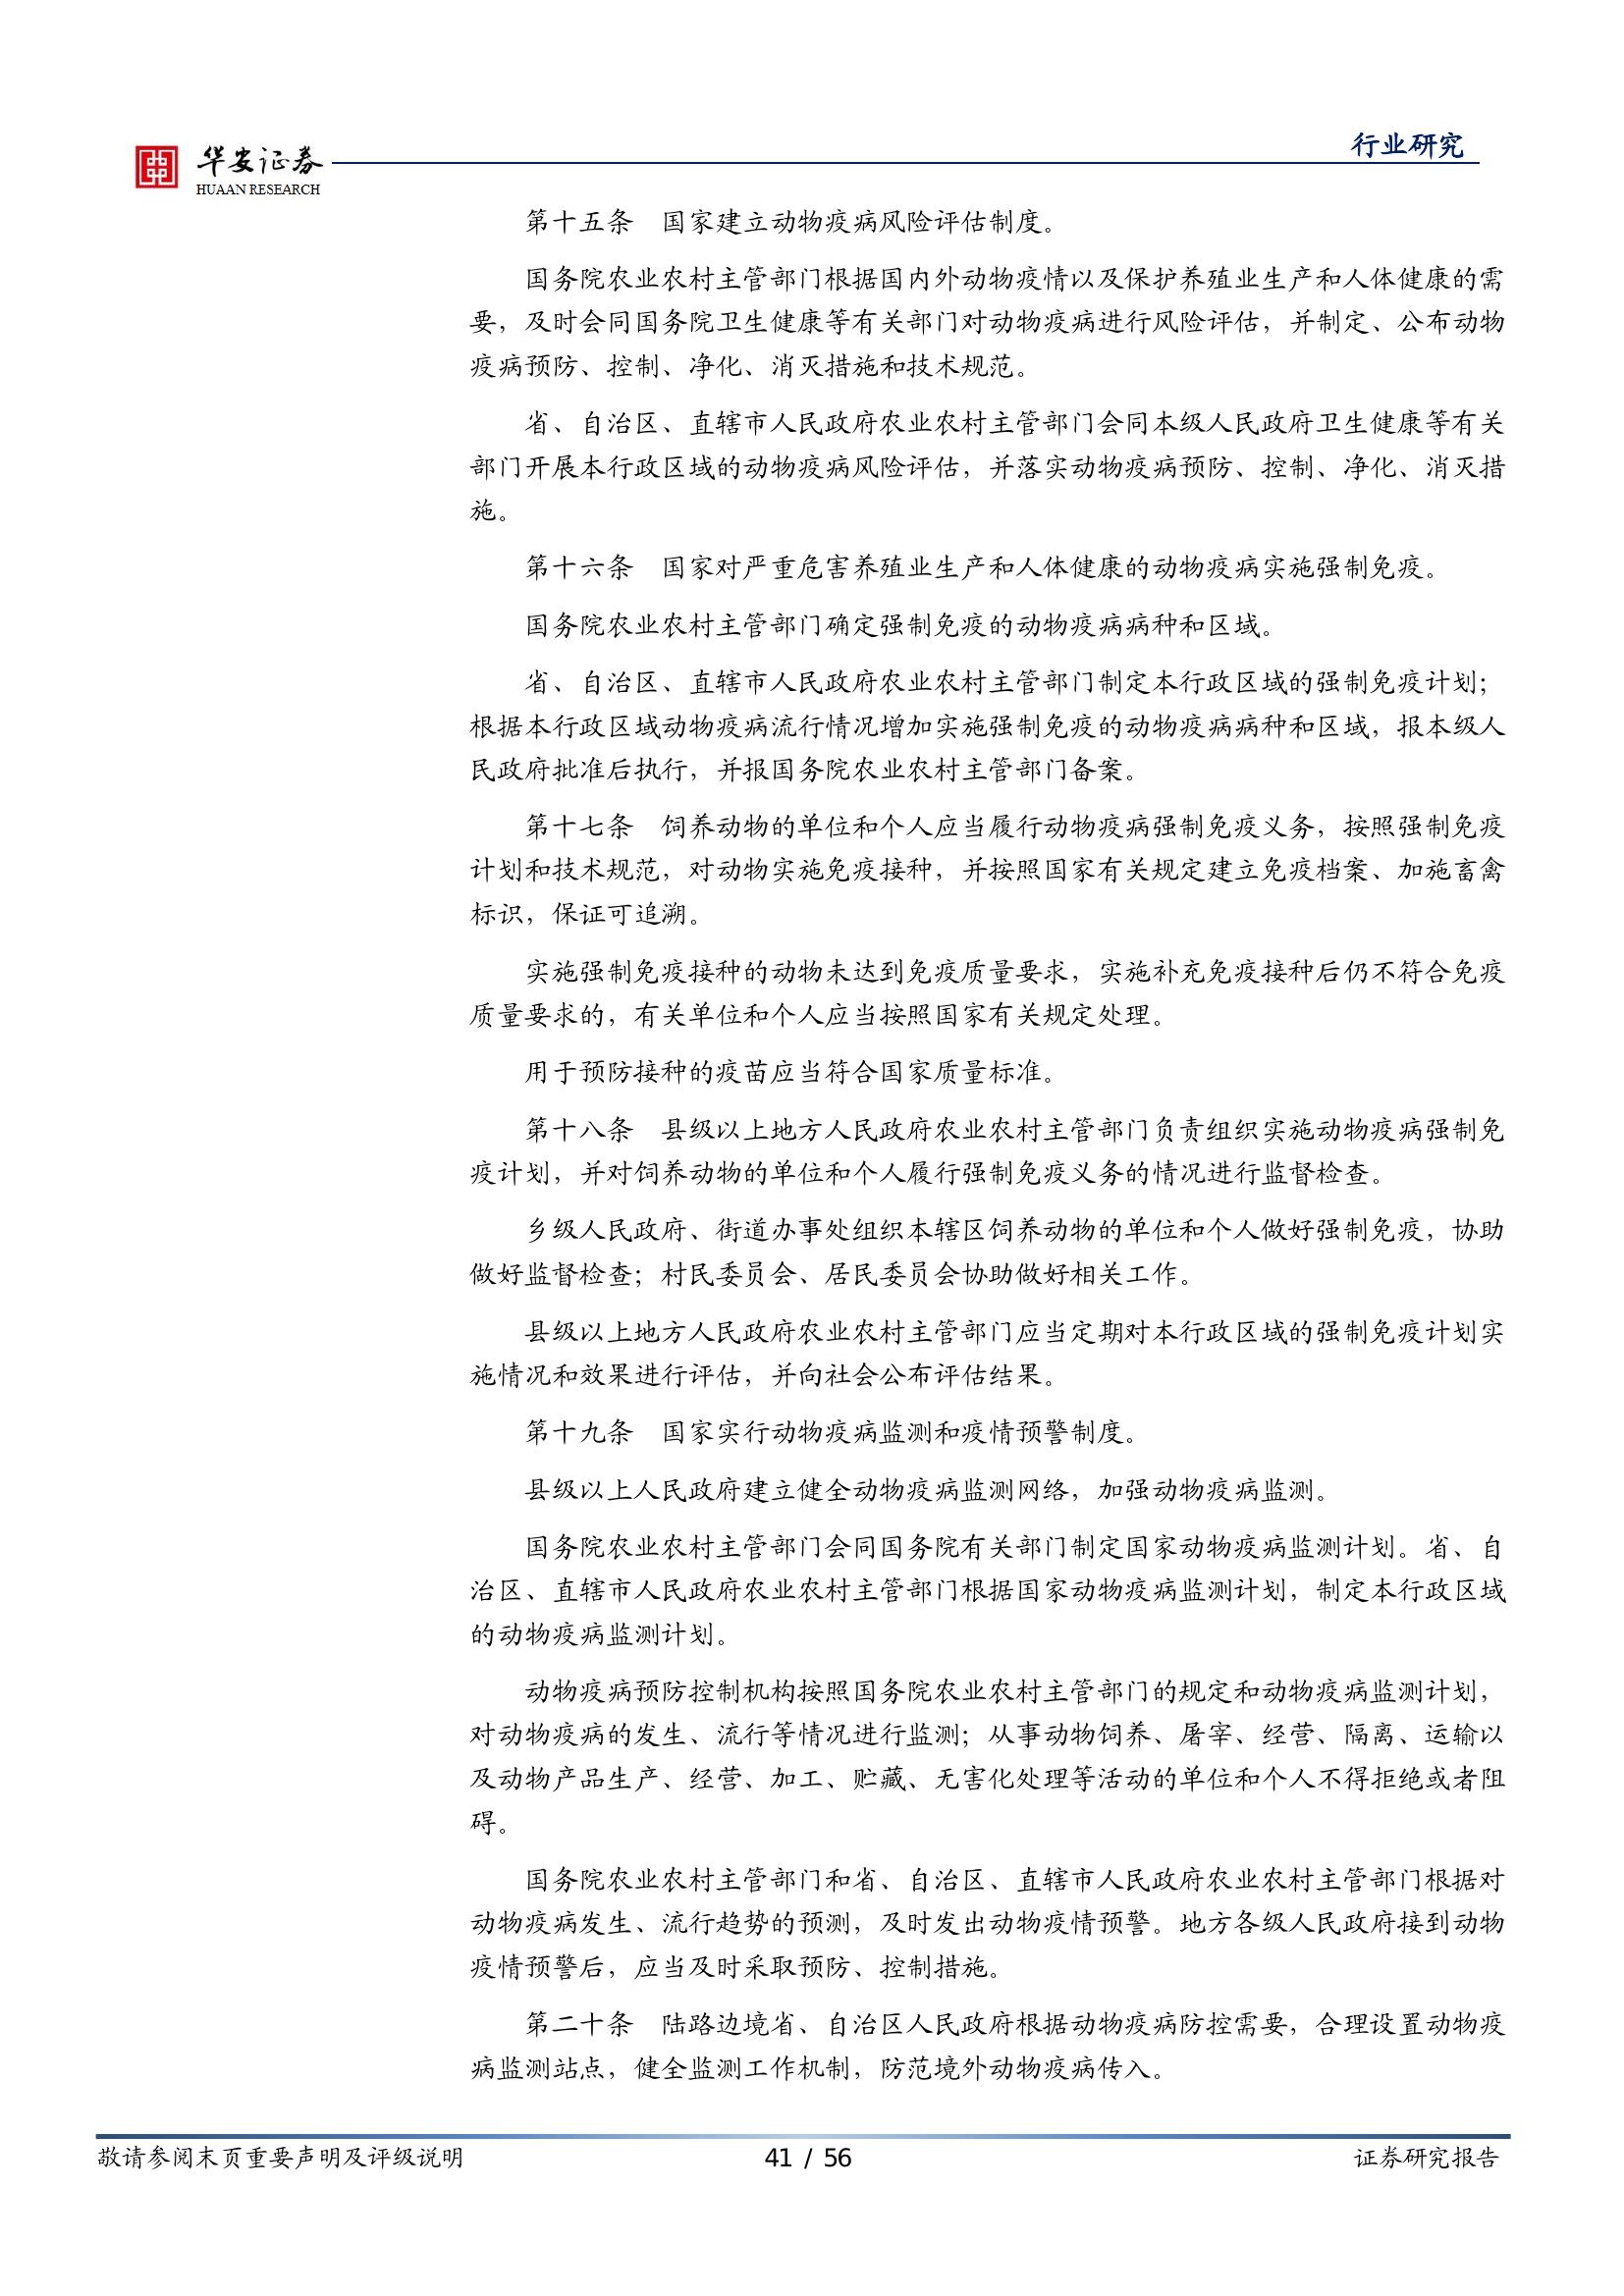 华安证券
HUAAN RESEARCH
行业研究
第十五条　国家建立动物疫病风险评估制度。
国务院农业农村主管部门根据国内外动物疫情以及保护养殖业生产和人体健康的需
要，及时会同国务院卫生健康等有关部门对动物疫病进行风险评估，并制定、公布动物
疫病预防、控制、净化、消灭措施和技术规范。
省、自治区、直辖市人民政府农业农村主管部门会同本级人民政府卫生健康等有关
部门开展本行政区域的动物疫病风险评估，并落实动物疫病预防、控制、净化、消灭措
施。
第十六条　国家对严重危害养殖业生产和人体健康的动物疫病实施强制免疫。
国务院农业农村主管部门确定强制免疫的动物疫病病种和区域。
省、自治区、直辖市人民政府农业农村主管部门制定本行政区域的强制免疫计划；
根据本行政区域动物疫病流行情况增加实施强制免疫的动物疫病病种和区域，报本级人
民政府批准后执行，并报国务院农业农村主管部门备案。
第十七条　饲养动物的单位和个人应当履行动物疫病强制免疫义务，按照强制免疫
计划和技术规范，对动物实施免疫接种，并按照国家有关规定建立免疫档案、加施畜禽
标识，保证可追溯。
实施强制免疫接种的动物未达到免疫质量要求，实施补充免疫接种后仍不符合免疫
质量要求的，有关单位和个人应当按照国家有关规定处理。
用于预防接种的疫苗应当符合国家质量标准。
第十八条　县级以上地方人民政府农业农村主管部门负责组织实施动物疫病强制免
疫计划，并对饲养动物的单位和个人履行强制免疫义务的情况进行监督检查。
乡级人民政府、街道办事处组织本辖区饲养动物的单位和个人做好强制免疫，协助
做好监督检查；村民委员会、居民委员会协助做好相关工作。
县级以上地方人民政府农业农村主管部门应当定期对本行政区域的强制免疫计划实
施情况和效果进行评估，并向社会公布评估结果。
第十九条　国家实行动物疫病监测和疫情预警制度。
县级以上人民政府建立健全动物疫病监测网络，加强动物疫病监测。
国务院农业农村主管部门会同国务院有关部门制定国家动物疫病监测计划。省、自
治区、直辖市人民政府农业农村主管部门根据国家动物疫病监测计划，制定本行政区域
的动物疫病监测计划。
动物疫病预防控制机构按照国务院农业农村主管部门的规定和动物疫病监测计划，
对动物疫病的发生、流行等情况进行监测；从事动物饲养、屠宰、经营、隔离、运输以
及动物产品生产、经营、加工、贮藏、无害化处理等活动的单位和个人不得拒绝或者阻
碍。
国务院农业农村主管部门和省、自治区、直辖市人民政府农业农村主管部门根据对
动物疫病发生、流行趋势的预测，及时发出动物疫情预警。地方各级人民政府接到动物
疫情预警后，应当及时采取预防、控制措施。
第二十条　陆路边境省、自治区人民政府根据动物疫病防控需要，合理设置动物疫
病监测站点，健全监测工作机制，防范境外动物疫病传入。
敬请参阅末页重要声明及评级说明
41 / 56
证券研究报告